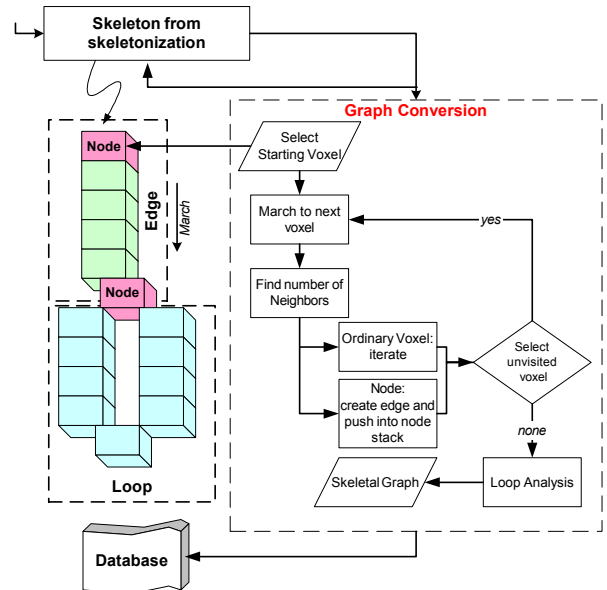 Skeleton from
skeletonization
Graph Conversion
Select
Starting Voxel
Node
March to next
voxel
yes
Edge
March
Find number of
Neighbors
Node
Ordinary Voxel:
iterate
Select
unvisited
voxel
Node:
create edge and
push into node
stack
none
Loop
Skeletal Graph
Loop Analysis
Database